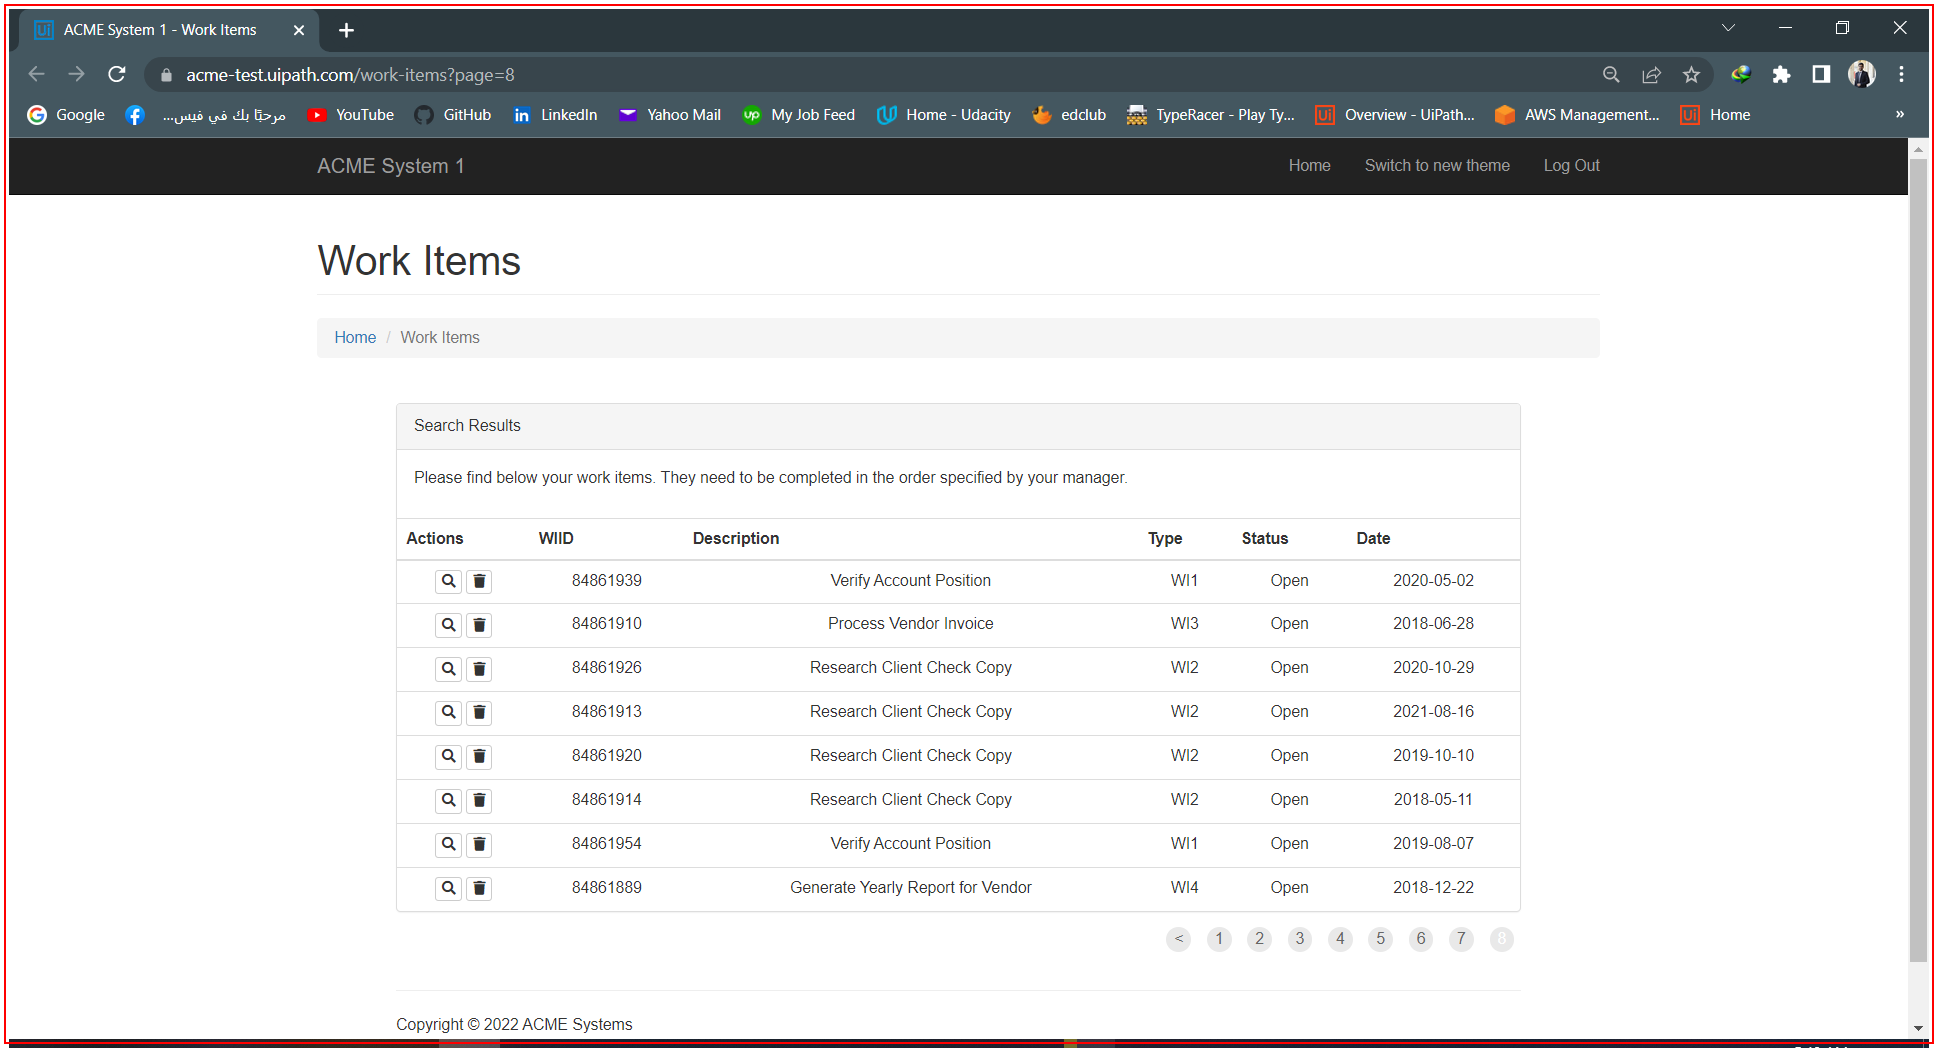 ACME System 1 - Work Items
acme-test.uipath.com/work-items?page=8
Google مرحبًا بك في فيس... YouTube GitHub LinkedIn Yahoo Mail My Job Feed Home - Udacity edclub TypeRacer - Play Ty... Overview - UiPath... AWS Management... Home »
ACME System 1 Home Switch to new theme Log Out
Work Items
Home / Work Items
Search Results
Please find below your work items. They need to be completed in the order specified by your manager.
Actions WIID Description Type Status Date
84861939 Verify Account Position WI1 Open 2020-05-02
84861910 Process Vendor Invoice WI3 Open 2018-06-28
84861926 Research Client Check Copy WI2 Open 2020-10-29
84861913 Research Client Check Copy WI2 Open 2021-08-16
84861920 Research Client Check Copy WI2 Open 2019-10-10
84861914 Research Client Check Copy WI2 Open 2018-05-11
84861954 Verify Account Position WI1 Open 2019-08-07
84861889 Generate Yearly Report for Vendor WI4 Open 2018-12-22
< 1 2 3 4 5 6 7 8
Copyright © 2022 ACME Systems